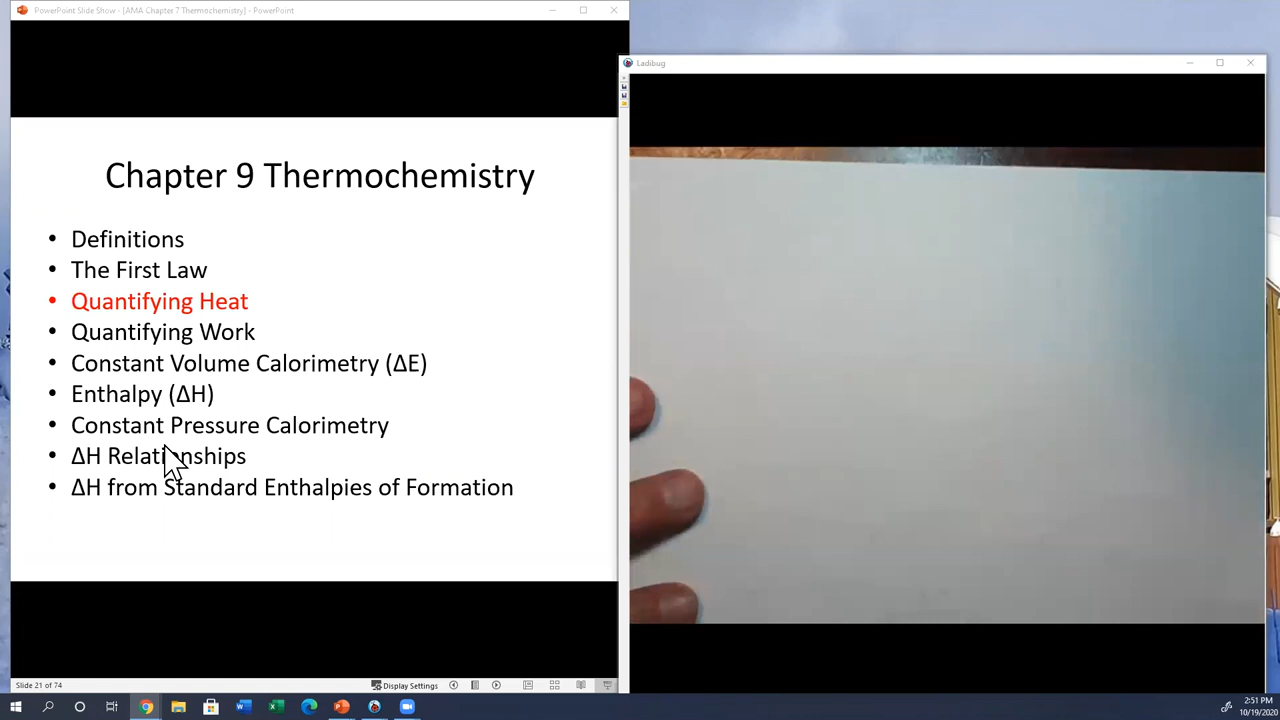 PowerPoint Slide Show - [AMA Chapter 7 Thermochemistry] - PowerPoint
Chapter 9 Thermochemistry
• Definitions
• The First Law
• Quantifying Heat
• Quantifying Work
• Constant Volume Calorimetry (ΔE)
• Enthalpy (ΔH)
• Constant Pressure Calorimetry
• ΔH Relationships
• ΔH from Standard Enthalpies of Formation
Slide 21 of 74
Display Settings
Ladibug
2:51 PM
10/19/2020